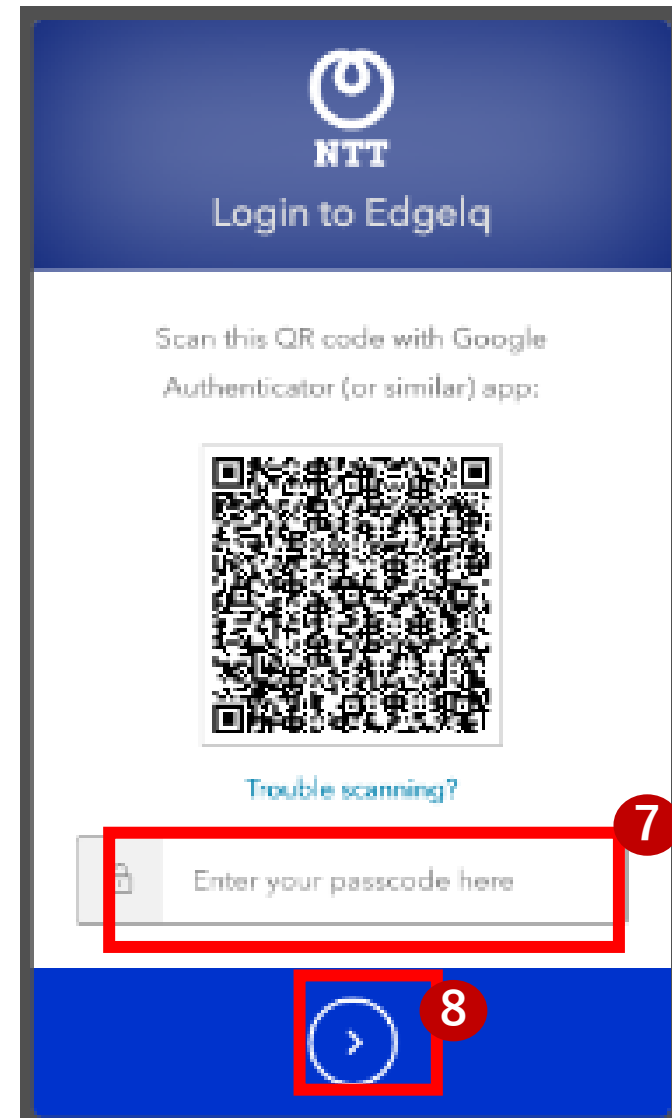 NTT
Login to Edgelq
Scan this QR code with Google
Authenticator (or similar) app:
Trouble scanning?
7
Enter your passcode here
8